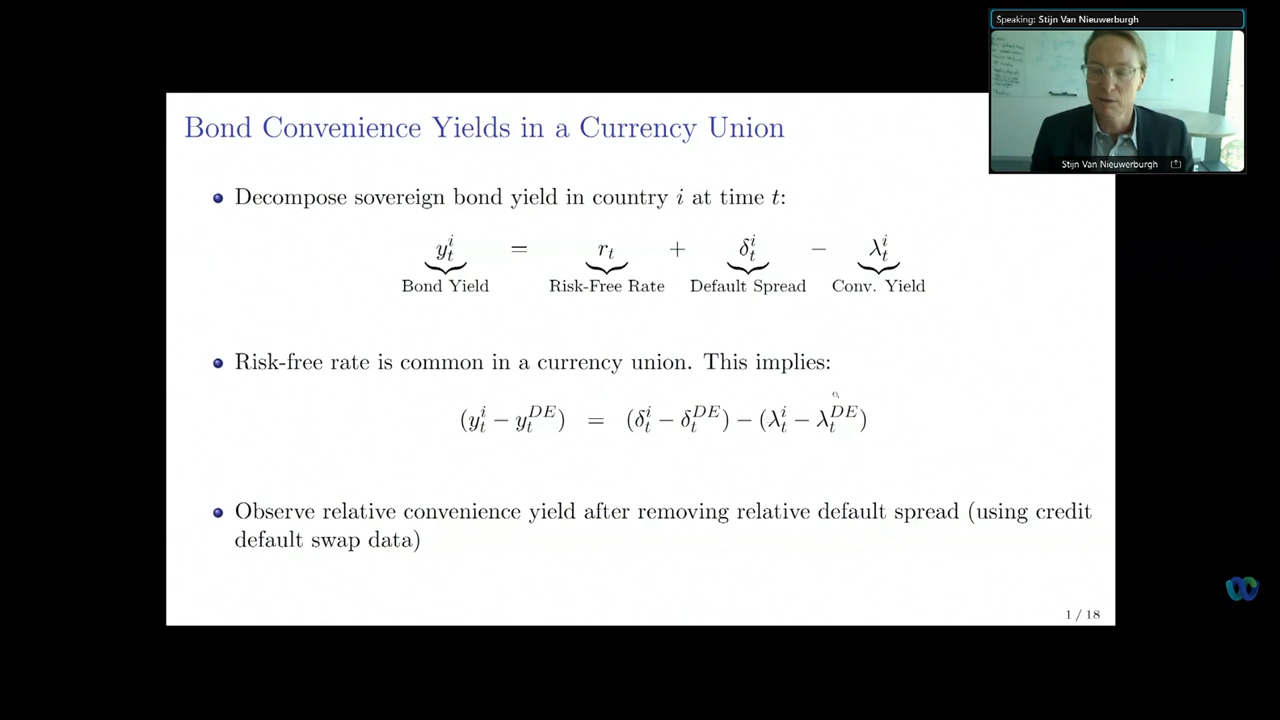 Speaking: Stijn Van Nieuwerburgh
Stijn Van Nieuwerburgh
Bond Convenience Yields in a Currency Union
Decompose sovereign bond yield in country i at time t:
y_t^i = r_t + δ_t^i − λ_t^i
Bond Yield Risk-Free Rate Default Spread Conv. Yield
Risk-free rate is common in a currency union. This implies:
(y_t^i − y_t^{DE}) = (δ_t^i − δ_t^{DE}) − (λ_t^i − λ_t^{DE})
Observe relative convenience yield after removing relative default spread (using credit
default swap data)
1 / 18